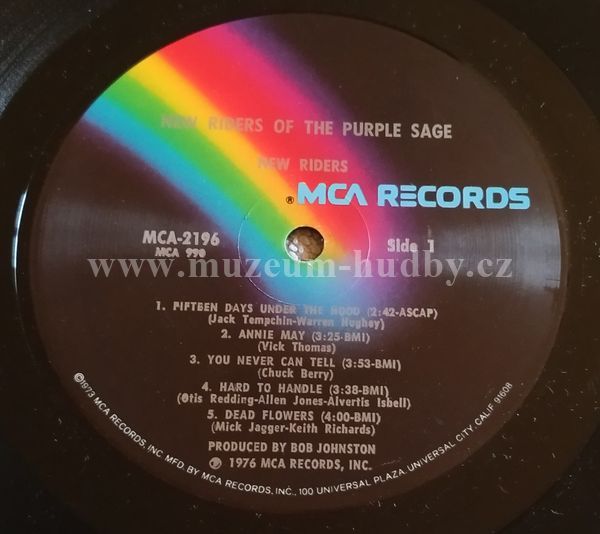 NEW RIDERS OF THE PURPLE SAGE
NEW RIDERS
® MCA RECORDS
MCA-2196
MCA 990
Side 1
www.muzeum-hudby.cz
1. FIFTEEN DAYS UNDER THE HOOD (2:42-ASCAP)
(Jack Tempchin-Warren Hughey)
2. ANNIE MAY (3:25-BMI)
(Vick Thomas)
3. YOU NEVER CAN TELL (3:53-BMI)
(Chuck Berry)
4. HARD TO HANDLE (3:38-BMI)
(Otis Redding-Allen Jones-Alvertis Isbell)
5. DEAD FLOWERS (4:00-BMI)
(Mick Jagger-Keith Richards)
PRODUCED BY BOB JOHNSTON
℗ 1976 MCA RECORDS, INC.
©1973 MCA RECORDS, INC. MFD. BY MCA RECORDS, INC., 100 UNIVERSAL PLAZA, UNIVERSAL CITY, CALIF. 91608